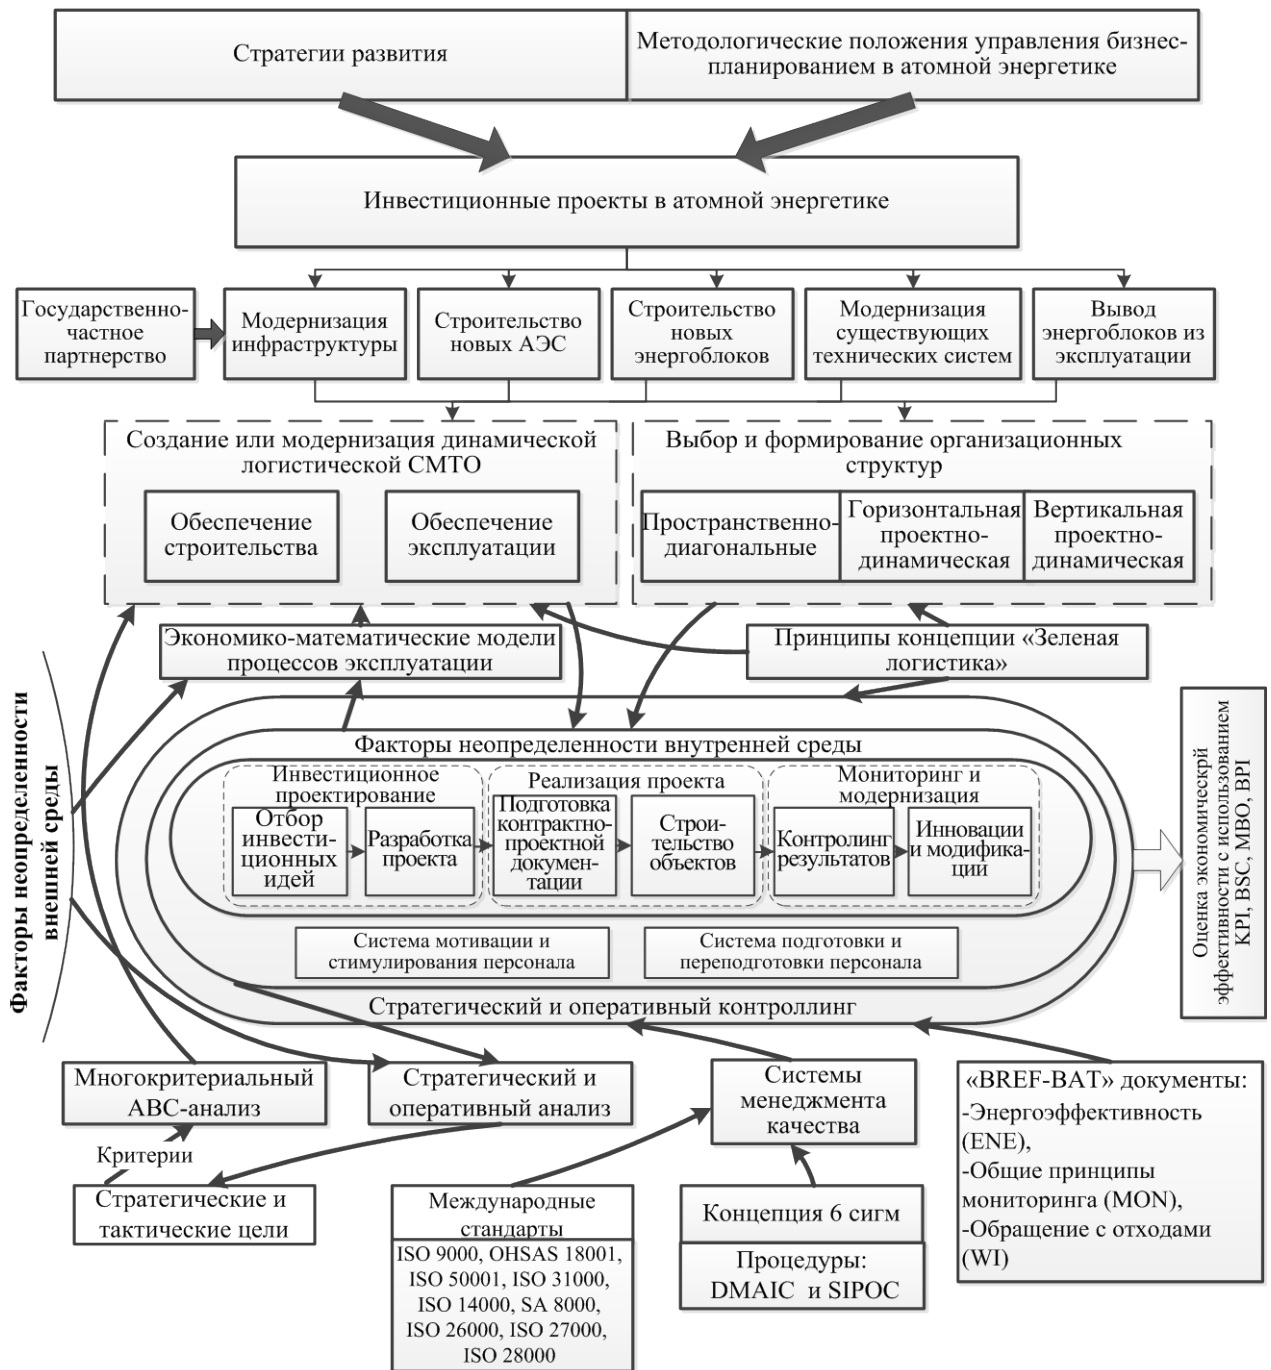 Стратегии развития
Методологические положения управления бизнес-
планированием в атомной энергетике
Инвестиционные проекты в атомной энергетике
Государственно-
частное
партнерство
Модернизация
инфраструктуры
Строительство
новых АЭС
Строительство
новых
энергоблоков
Модернизация
существующих
технических систем
Вывод
энергоблоков из
эксплуатации
Создание или модернизация динамической
логистической СМТО
Обеспечение
строительства
Обеспечение
эксплуатации
Выбор и формирование организационных
структур
Пространственно-
диагональные
Горизонтальная
проектно-
динамическая
Вертикальная
проектно-
динамическая
Экономико-математические модели
процессов эксплуатации
Принципы концепции «Зеленая
логистика»
Факторы неопределенности
внешней среды
Факторы неопределенности внутренней среды
Инвестиционное
проектирование
Отбор
инвести-
ционных
идей
Разработка
проекта
Реализация проекта
Подготовка
контрактно-
проектной
докумен-
тации
Строи-
тельство
объектов
Мониторинг и
модернизация
Контролинг
результатов
Инновации
и модифика-
ции
Система мотивации и
стимулирования персонала
Система подготовки и
переподготовки персонала
Стратегический и оперативный контроллинг
Оценка экономическрй
эффективности с использованием
KPI, BSC, MBO, BPI
Многокритериальный
АВС-анализ
Стратегический и
оперативный анализ
Системы
менеджмента
качества
«BREF-BAT» документы:
-Энергоэффективность
(ENE),
-Общие принципы
мониторинга (MON),
-Обращение с отходами
(WI)
Критерии
Стратегические и
тактические цели
Международные
стандарты
ISO 9000, OHSAS 18001,
ISO 50001, ISO 31000,
ISO 14000, SA 8000,
ISO 26000, ISO 27000,
ISO 28000
Концепция 6 сигм
Процедуры:
DMAIC и SIPOC